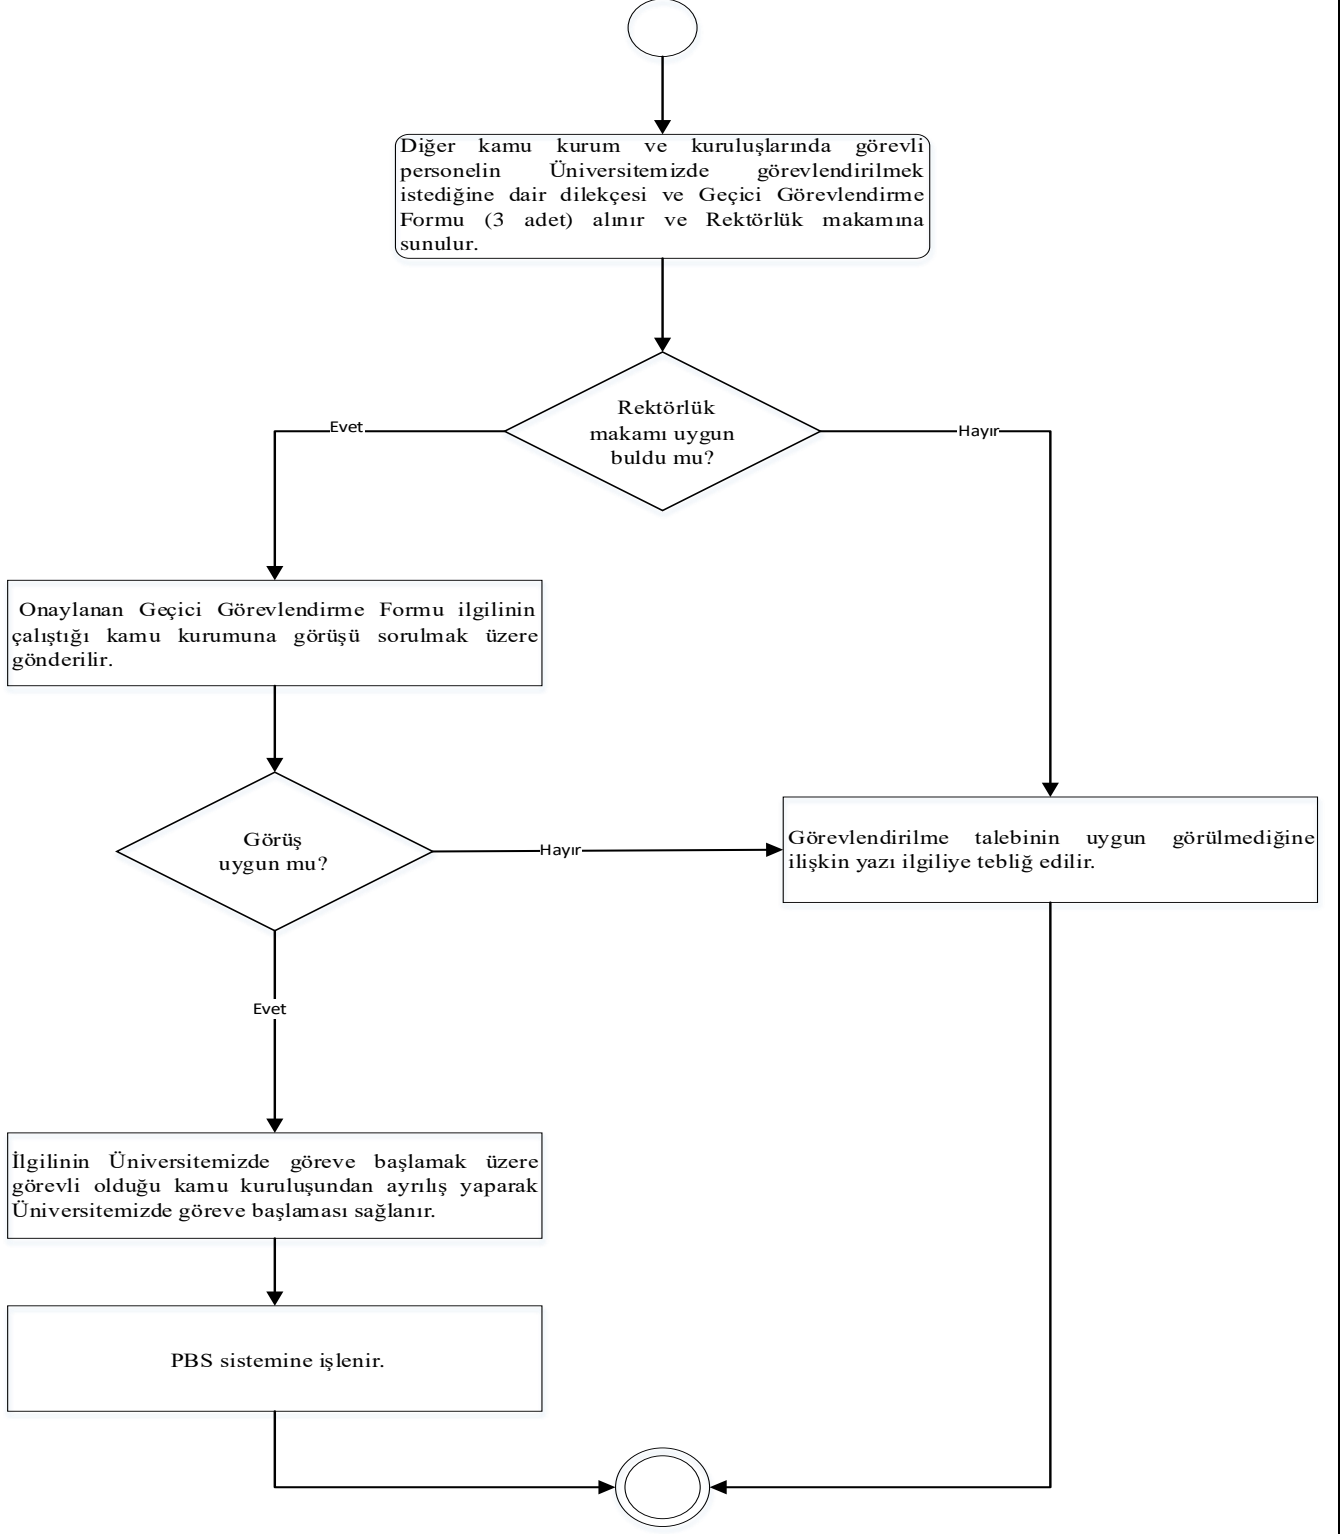 Diğer kamu kurum ve kuruluşlarında görevli
personelin Üniversitemizde görevlendirilmek
istediğine dair dilekçesi ve Geçici Görevlendirme
Formu (3 adet) alınır ve Rektörlük makamına
sunulur.
Rektörlük
makamı uygun
buldu mu?
Evet
Hayır
Onaylanan Geçici Görevlendirme Formu ilgilinin
çalıştığı kamu kurumuna görüşü sorulmak üzere
gönderilir.
Görüş
uygun mu?
Hayır
Görevlendirilme talebinin uygun görülmediğine
ilişkin yazı ilgiliye tebliğ edilir.
Evet
İlgilinin Üniversitemizde göreve başlamak üzere
görevli olduğu kamu kuruluşundan ayrılış yaparak
Üniversitemizde göreve başlaması sağlanır.
PBS sistemine işlenir.